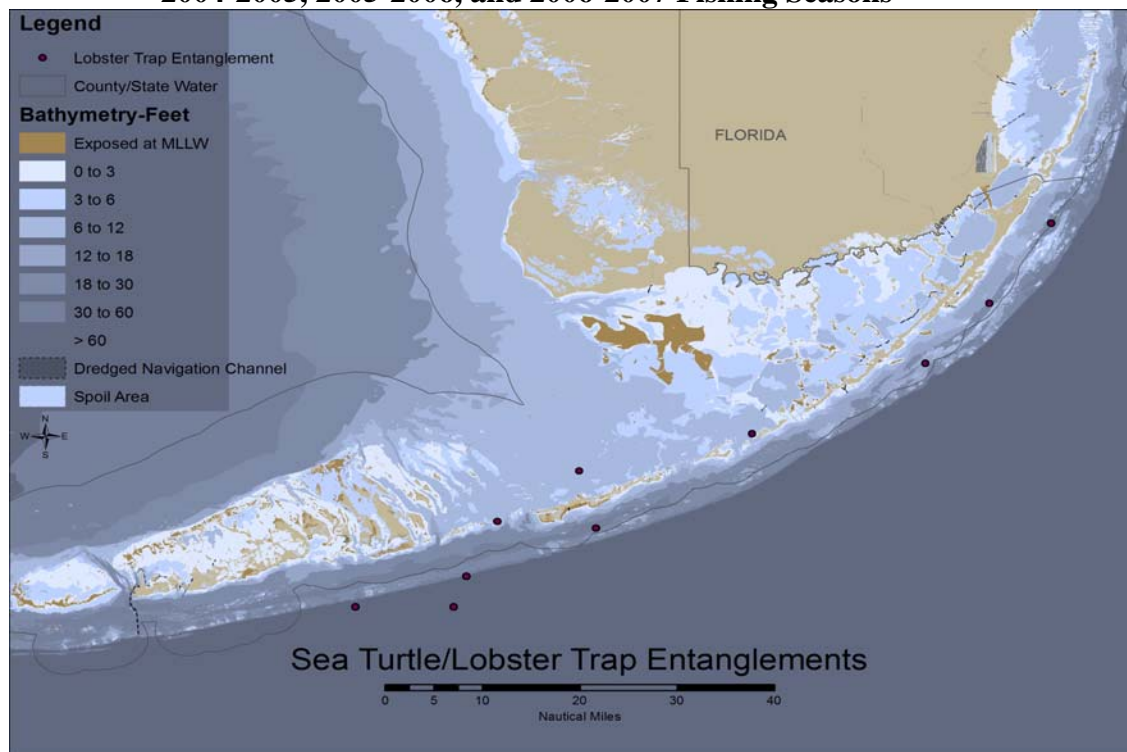 2004-2005, 2005-2006, and 2006-2007 Fishing Seasons
Legend
Lobster Trap Entanglement
County/State Water
Bathymetry-Feet
Exposed at MLLW
0 to 3
3 to 6
6 to 12
12 to 18
18 to 30
30 to 60
> 60
Dredged Navigation Channel
Spoil Area
N
W E
S
FLORIDA
Sea Turtle/Lobster Trap Entanglements
0 5 10 20 30 40
Nautical Miles